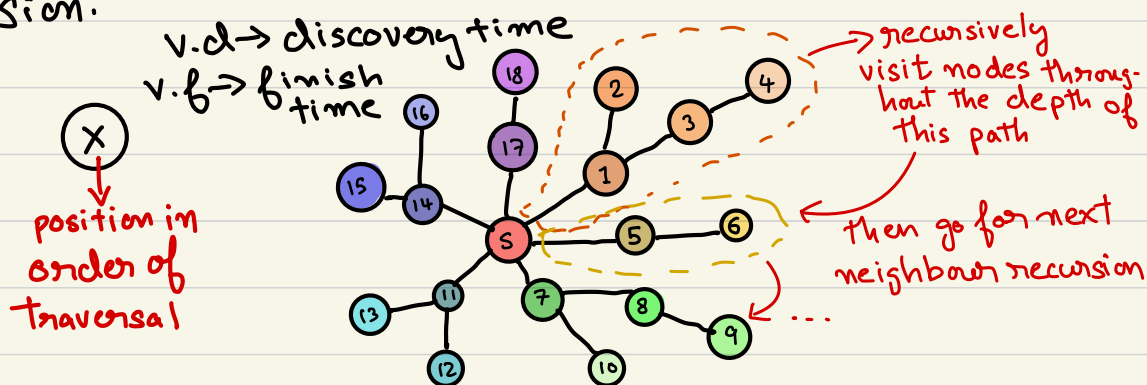 sion.
v.d → discovery time
v.f → finish
time
X
position in
order of
traversal
18
17
16
15
14
S
1
2
3
4
5
6
7
8
9
10
11
12
13
→ recursively
visit nodes throug-
hout the depth of
this path
then go for next
neighbour recursion
....